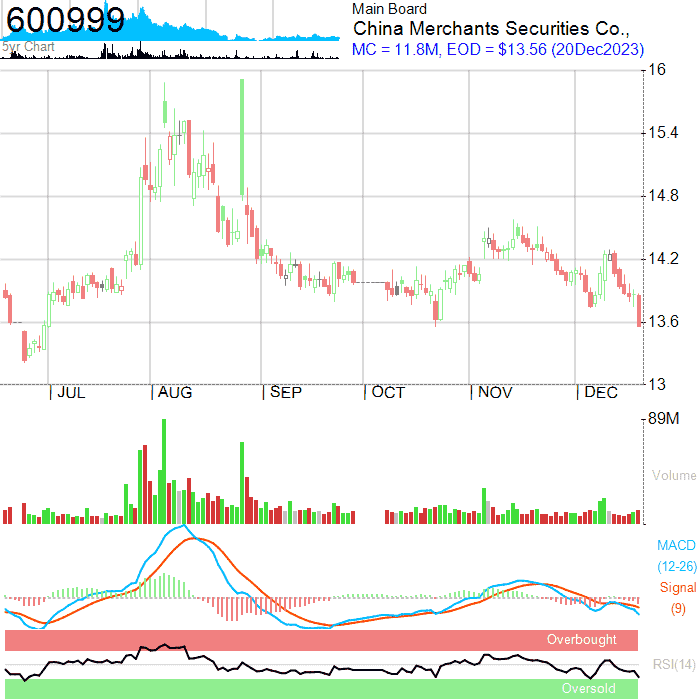 600999
5yr Chart
Main Board
China Merchants Securities Co.,
MC = 11.8M, EOD = $13.56 (20Dec2023)
16
15.4
14.8
14.2
13.6
13
JUL AUG SEP OCT NOV DEC
89M
Volume
MACD
(12-26)
Signal
(9)
Overbought
RSI(14)
Oversold